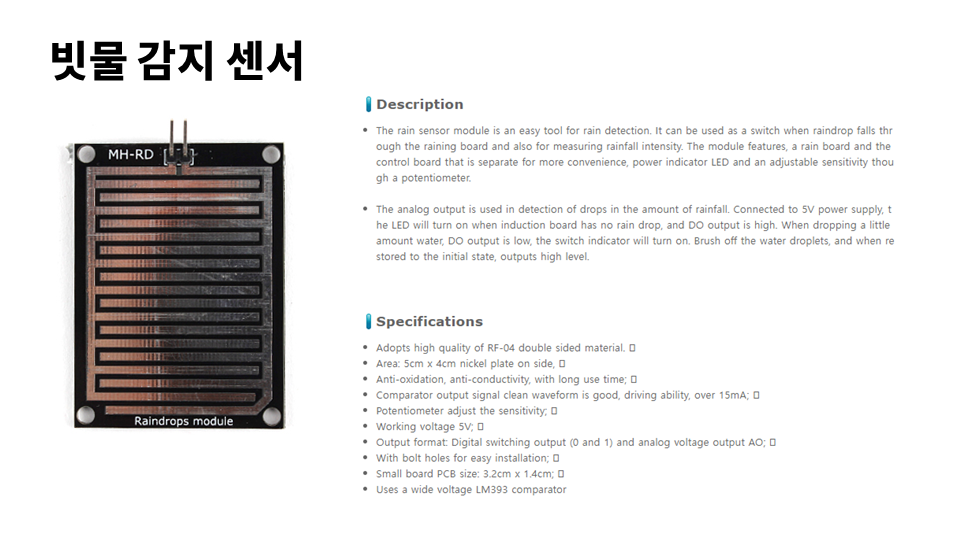 빗물 감지 센서
MH-RD
Raindrops module
Description
• The rain sensor module is an easy tool for rain detection. It can be used as a switch when raindrop falls thr
ough the raining board and also for measuring rainfall intensity. The module features, a rain board and the
control board that is separate for more convenience, power indicator LED and an adjustable sensitivity thou
gh a potentiometer.
• The analog output is used in detection of drops in the amount of rainfall. Connected to 5V power supply, t
he LED will turn on when induction board has no rain drop, and DO output is high. When dropping a little
amount water, DO output is low, the switch indicator will turn on. Brush off the water droplets, and when re
stored to the initial state, outputs high level.
Specifications
• Adopts high quality of RF-04 double sided material. 
• Area: 5cm x 4cm nickel plate on side, 
• Anti-oxidation, anti-conductivity, with long use time; 
• Comparator output signal clean waveform is good, driving ability, over 15mA; 
• Potentiometer adjust the sensitivity; 
• Working voltage 5V; 
• Output format: Digital switching output (0 and 1) and analog voltage output AO; 
• With bolt holes for easy installation; 
• Small board PCB size: 3.2cm x 1.4cm; 
• Uses a wide voltage LM393 comparator